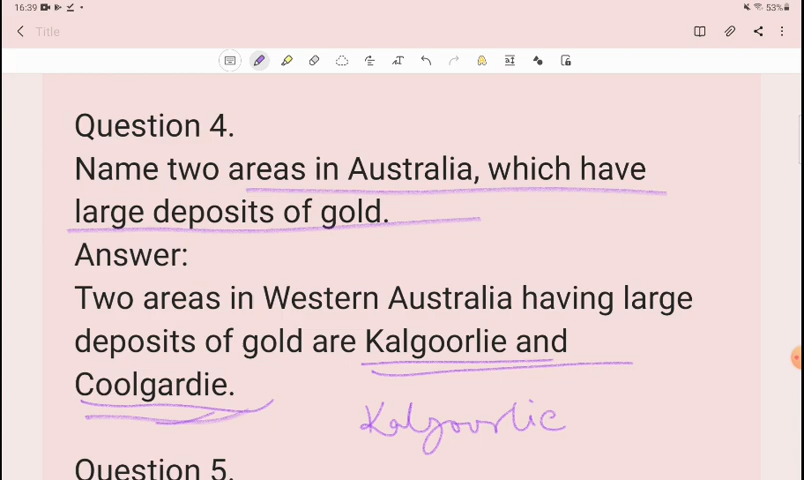 16:39
53%
Title
Question 4.
Name two areas in Australia, which have
large deposits of gold.
Answer:
Two areas in Western Australia having large
deposits of gold are Kalgoorlie and
Coolgardie.
Kalgoorlie
Question 5.